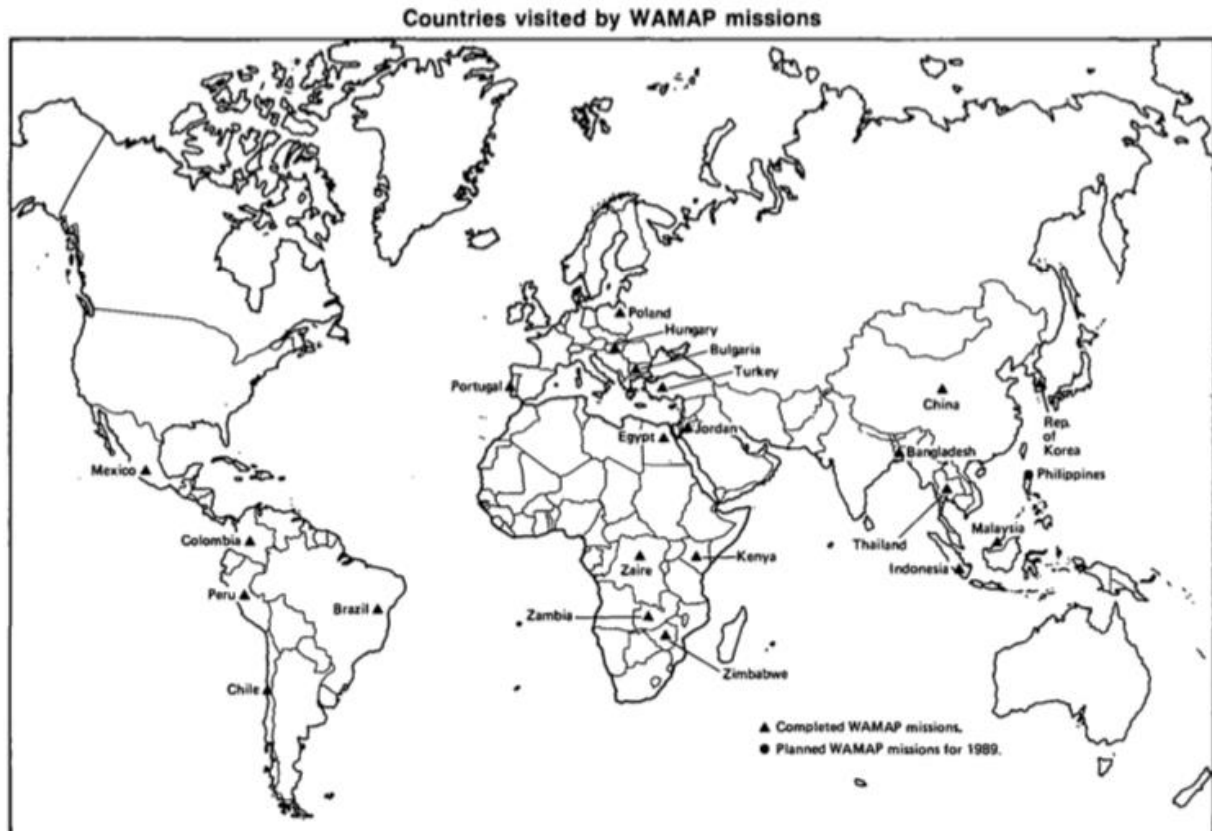 Countries visited by WAMAP missions
Poland
Hungary
Bulgaria
Turkey
Portugal
China
Egypt
Jordan
Rep.
of
Korea
Bangladesh
Mexico
Philippines
Colombia
Thailand
Malaysia
Zaire
Kenya
Indonesia
Peru
Brazil
Zambia
Zimbabwe
Chile
Completed WAMAP missions.
Planned WAMAP missions for 1989.